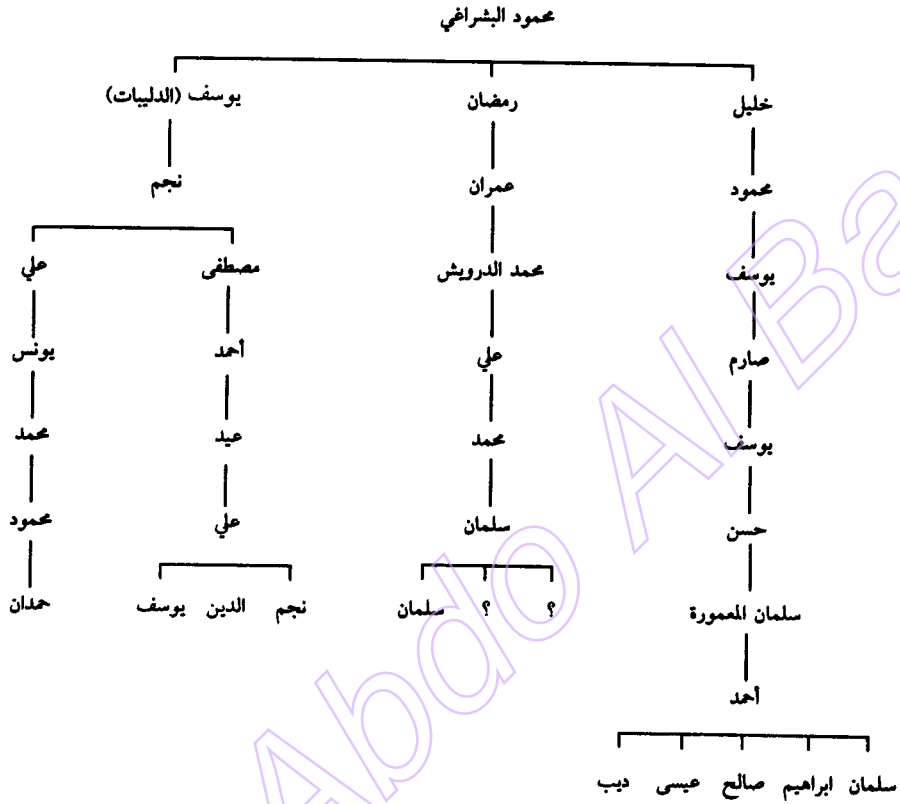 محمود البشراغي
خليل رمضان يوسف (الدليبات)
محمود عمران نجم
يوسف محمد الدرويش مصطفى علي
صارم علي أحمد يونس
يوسف محمد عيد محمد
حسن سلمان علي محمود
سلمان المعمورة ؟ ؟ سلمان نجم الدين يوسف حمدان
أحمد
سلمان ابراهيم صالح عيسى ديب
Abdo Al Ba